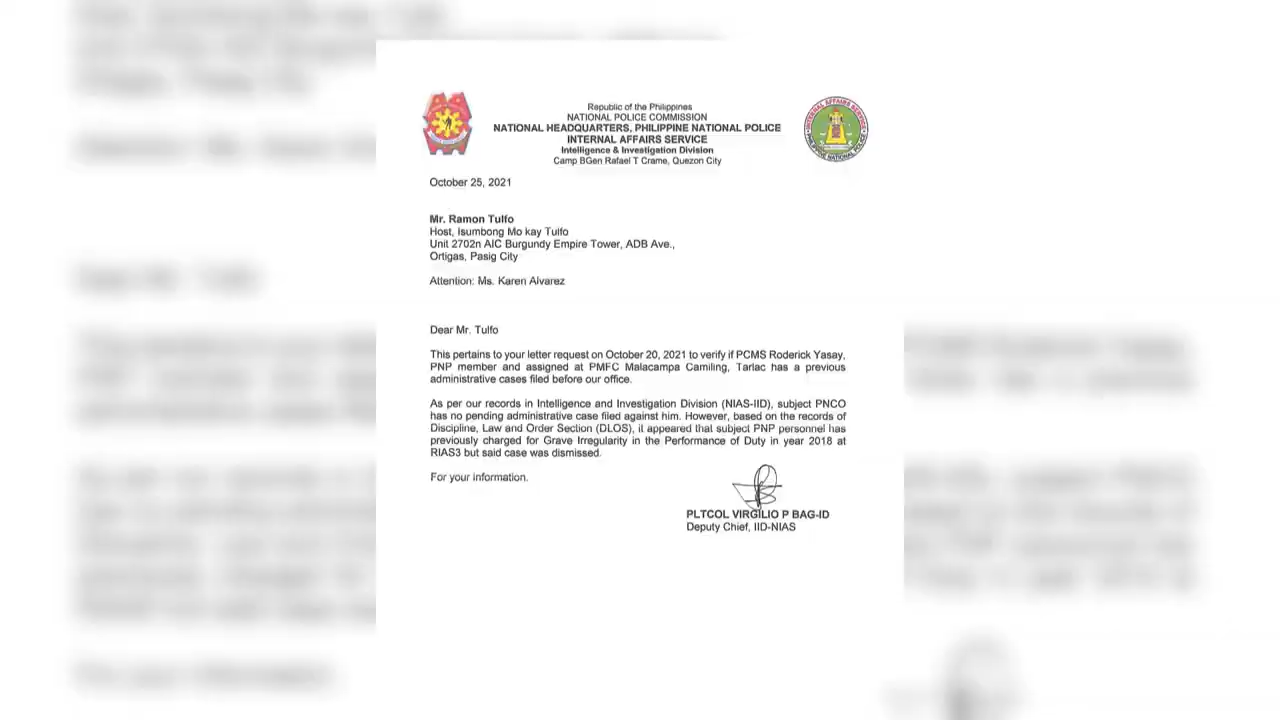 Republic of the Philippines
NATIONAL POLICE COMMISSION
NATIONAL HEADQUARTERS, PHILIPPINE NATIONAL POLICE
INTERNAL AFFAIRS SERVICE
Intelligence & Investigation Division
Camp BGen Rafael T Crame, Quezon City
INTERNAL AFFAIRS SERVICE
PHILIPPINE NATIONAL POLICE
October 25, 2021
Mr. Ramon Tulfo
Host, Isumbong Mo kay Tulfo
Unit 2702n AIC Burgundy Empire Tower, ADB Ave.,
Ortigas, Pasig City
Attention: Ms. Karen Alvarez
Dear Mr. Tulfo
This pertains to your letter request on October 20, 2021 to verify if PCMS Roderick Yasay,
PNP member and assigned at PMFC Malacampa Camiling, Tarlac has a previous
administrative cases filed before our office.
As per our records in Intelligence and Investigation Division (NIAS-IID), subject PNCO
has no pending administrative case filed against him. However, based on the records of
Discipline, Law and Order Section (DLOS), it appeared that subject PNP personnel has
previously charged for Grave Irregularity in the Performance of Duty in year 2018 at
RIAS3 but said case was dismissed.
For your information.
PLTCOL VIRGILIO P BAG-ID
Deputy Chief, IID-NIAS